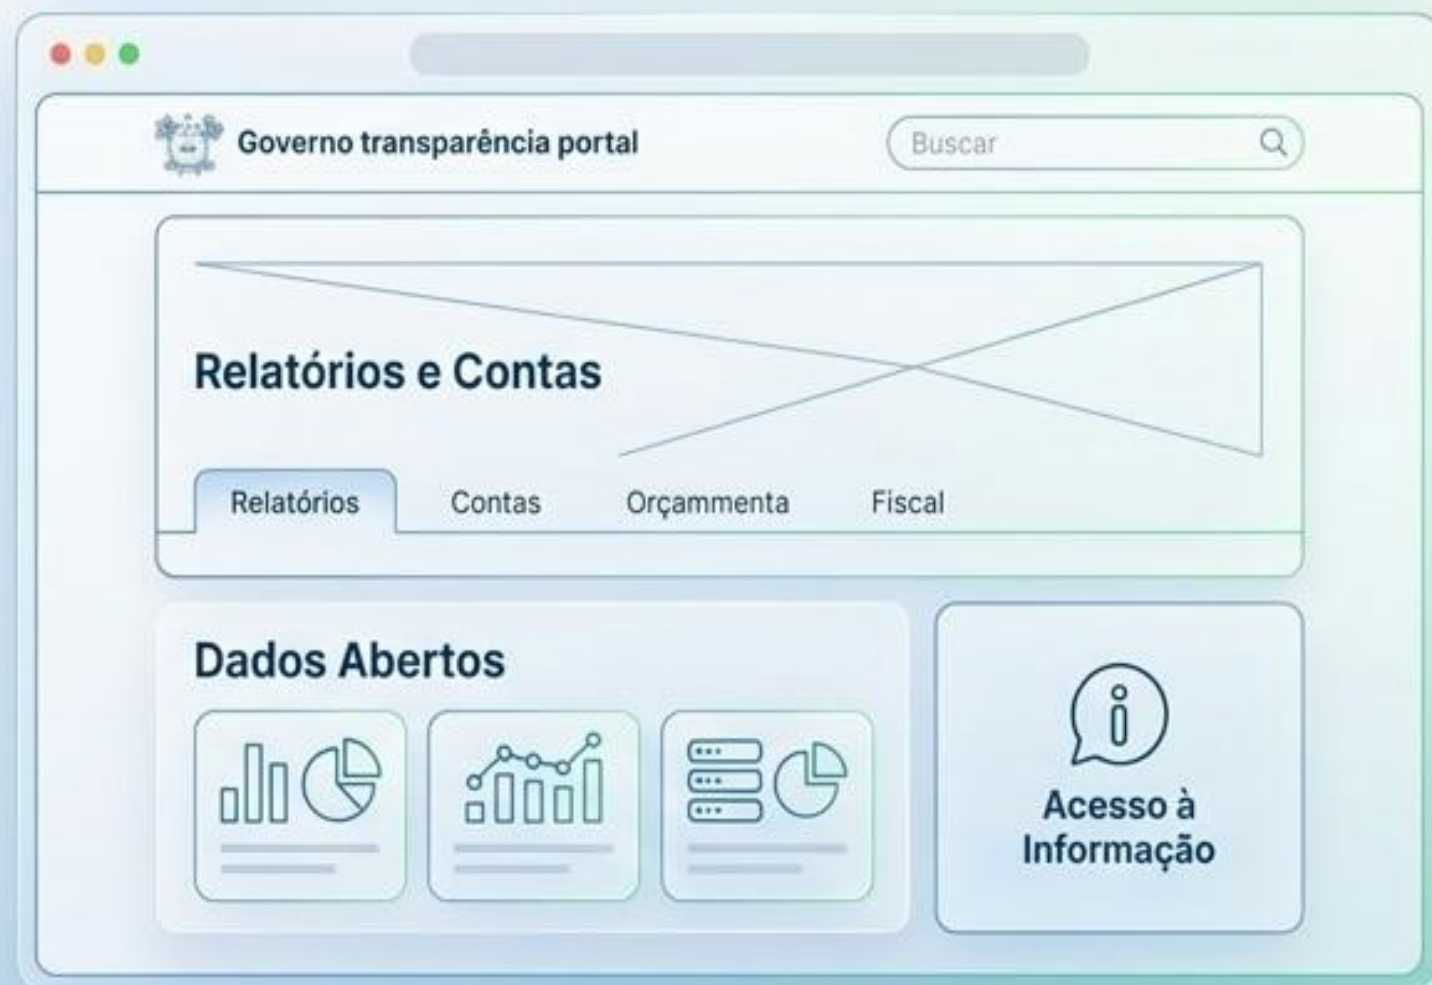 Governo transparência portal
Buscar
Relatórios e Contas
Relatórios
Contas
Orçammenta
Fiscal
Dados Abertos
Acesso à
Informação